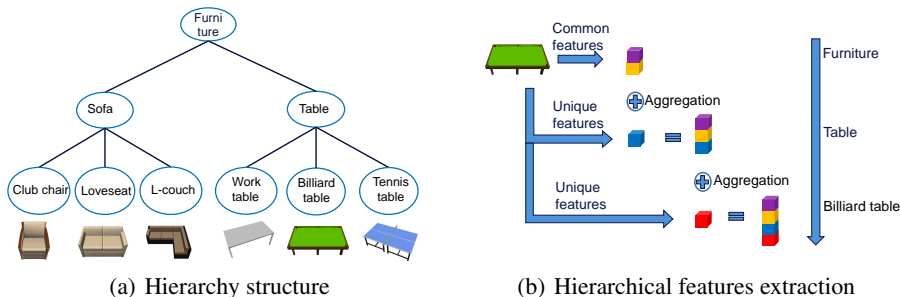 Furni
ture
Sofa
Table
Club chair
Loveseat
L-couch
Work
table
Billiard
table
Tennis
table
(a) Hierarchy structure
Common
features
Furniture
Aggregation
Unique
features
Table
Aggregation
Unique
features
Billiard table
(b) Hierarchical features extraction